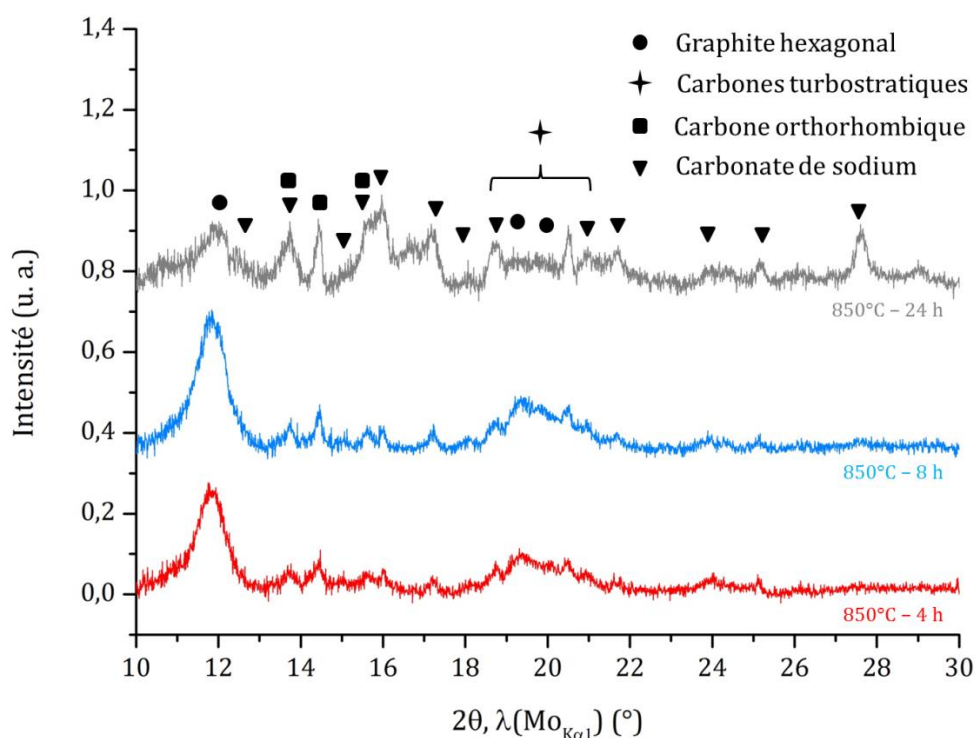 1,4
1,2
1,0
0,8
0,6
0,4
0,2
0,0
Intensité (u. a.)
Graphite hexagonal
Carbones turbostratiques
Carbone orthorhombique
Carbonate de sodium
850°C – 24 h
850°C – 8 h
850°C – 4 h
10 12 14 16 18 20 22 24 26 28 30
2θ, λ(Mo Kα1) (°)